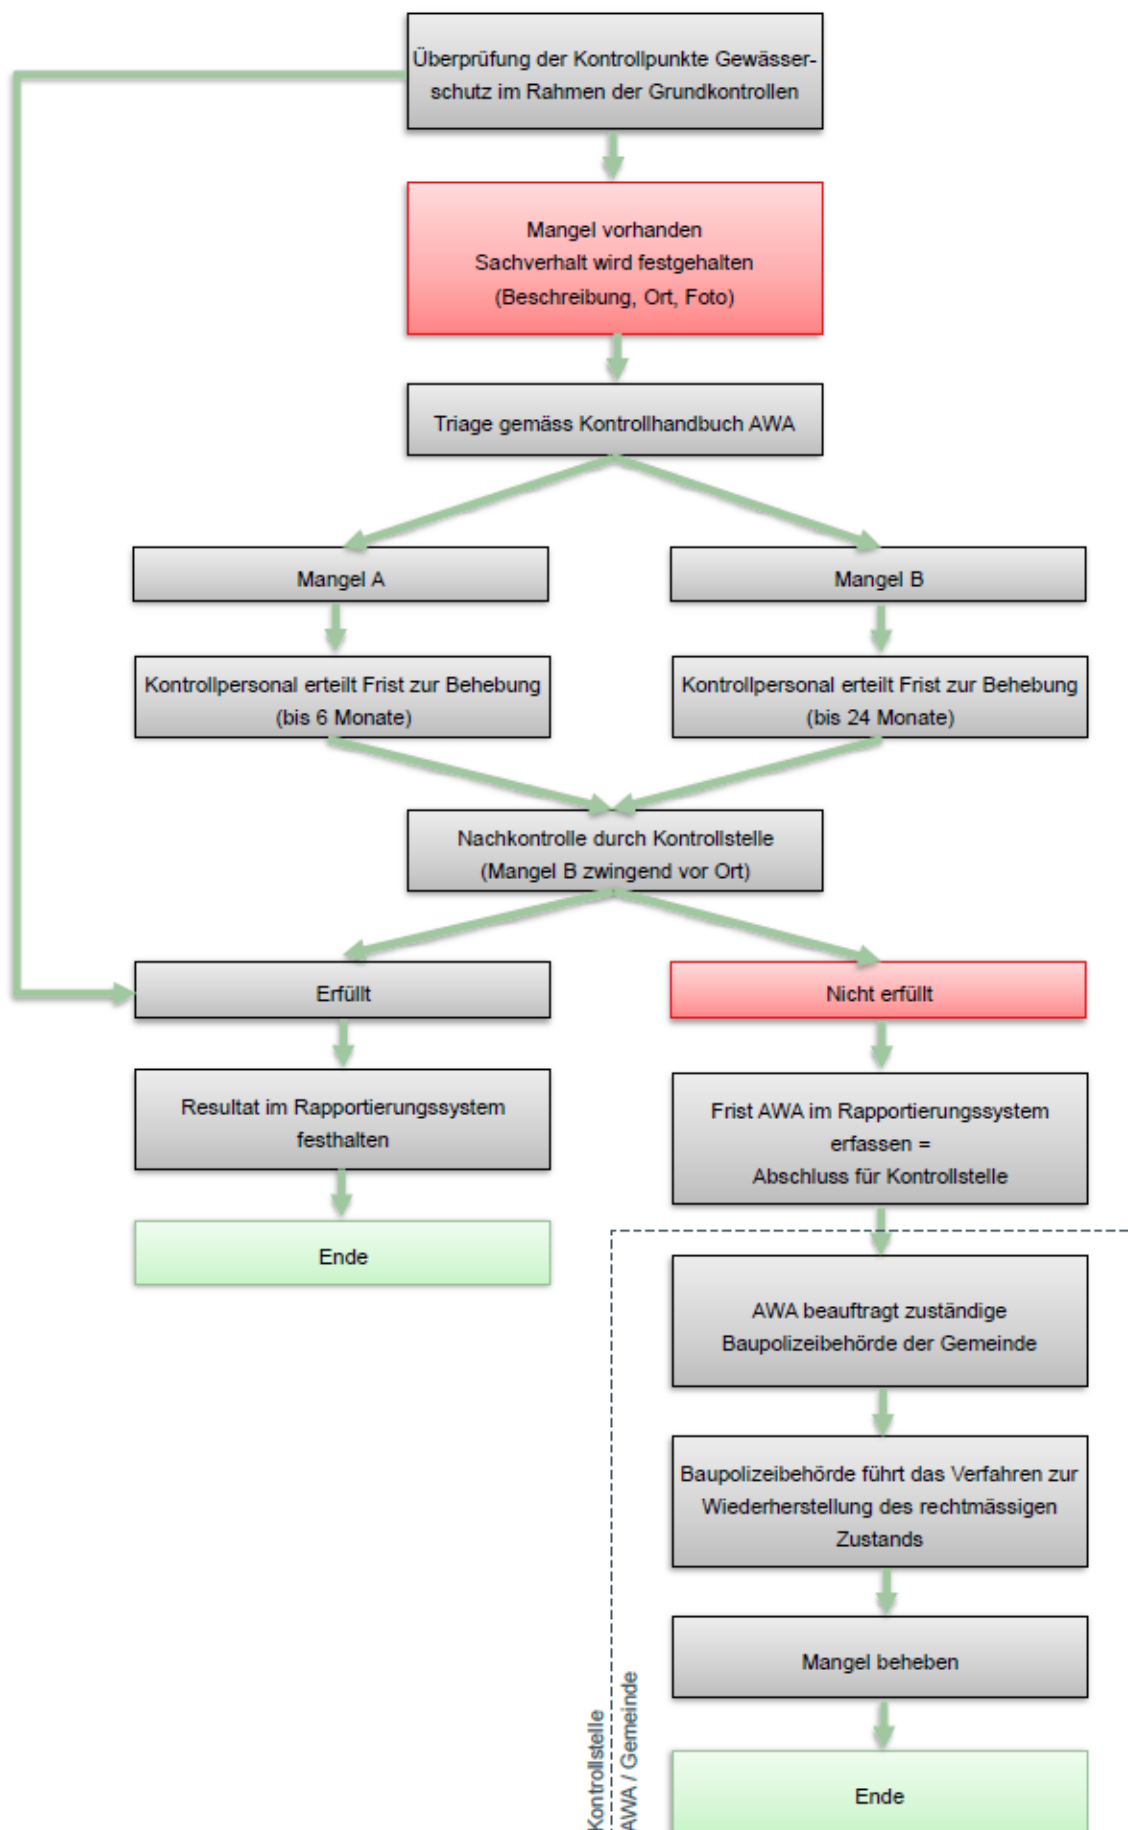 Überprüfung der Kontrollpunkte Gewässer-
schutz im Rahmen der Grundkontrollen
Mangel vorhanden
Sachverhalt wird festgehalten
(Beschreibung, Ort, Foto)
Triage gemäss Kontrollhandbuch AWA
Mangel A
Mangel B
Kontrollpersonal erteilt Frist zur Behebung
(bis 6 Monate)
Kontrollpersonal erteilt Frist zur Behebung
(bis 24 Monate)
Nachkontrolle durch Kontrollstelle
(Mangel B zwingend vor Ort)
Erfüllt
Nicht erfüllt
Resultat im Rapportierungssystem
festhalten
Frist AWA im Rapportierungssystem
erfassen =
Abschluss für Kontrollstelle
Ende
AWA beauftragt zuständige
Baupolizeibehörde der Gemeinde
Baupolizeibehörde führt das Verfahren zur
Wiederherstellung des rechtmässigen
Zustands
Mangel beheben
Kontrollstelle
AWA / Gemeinde
Ende